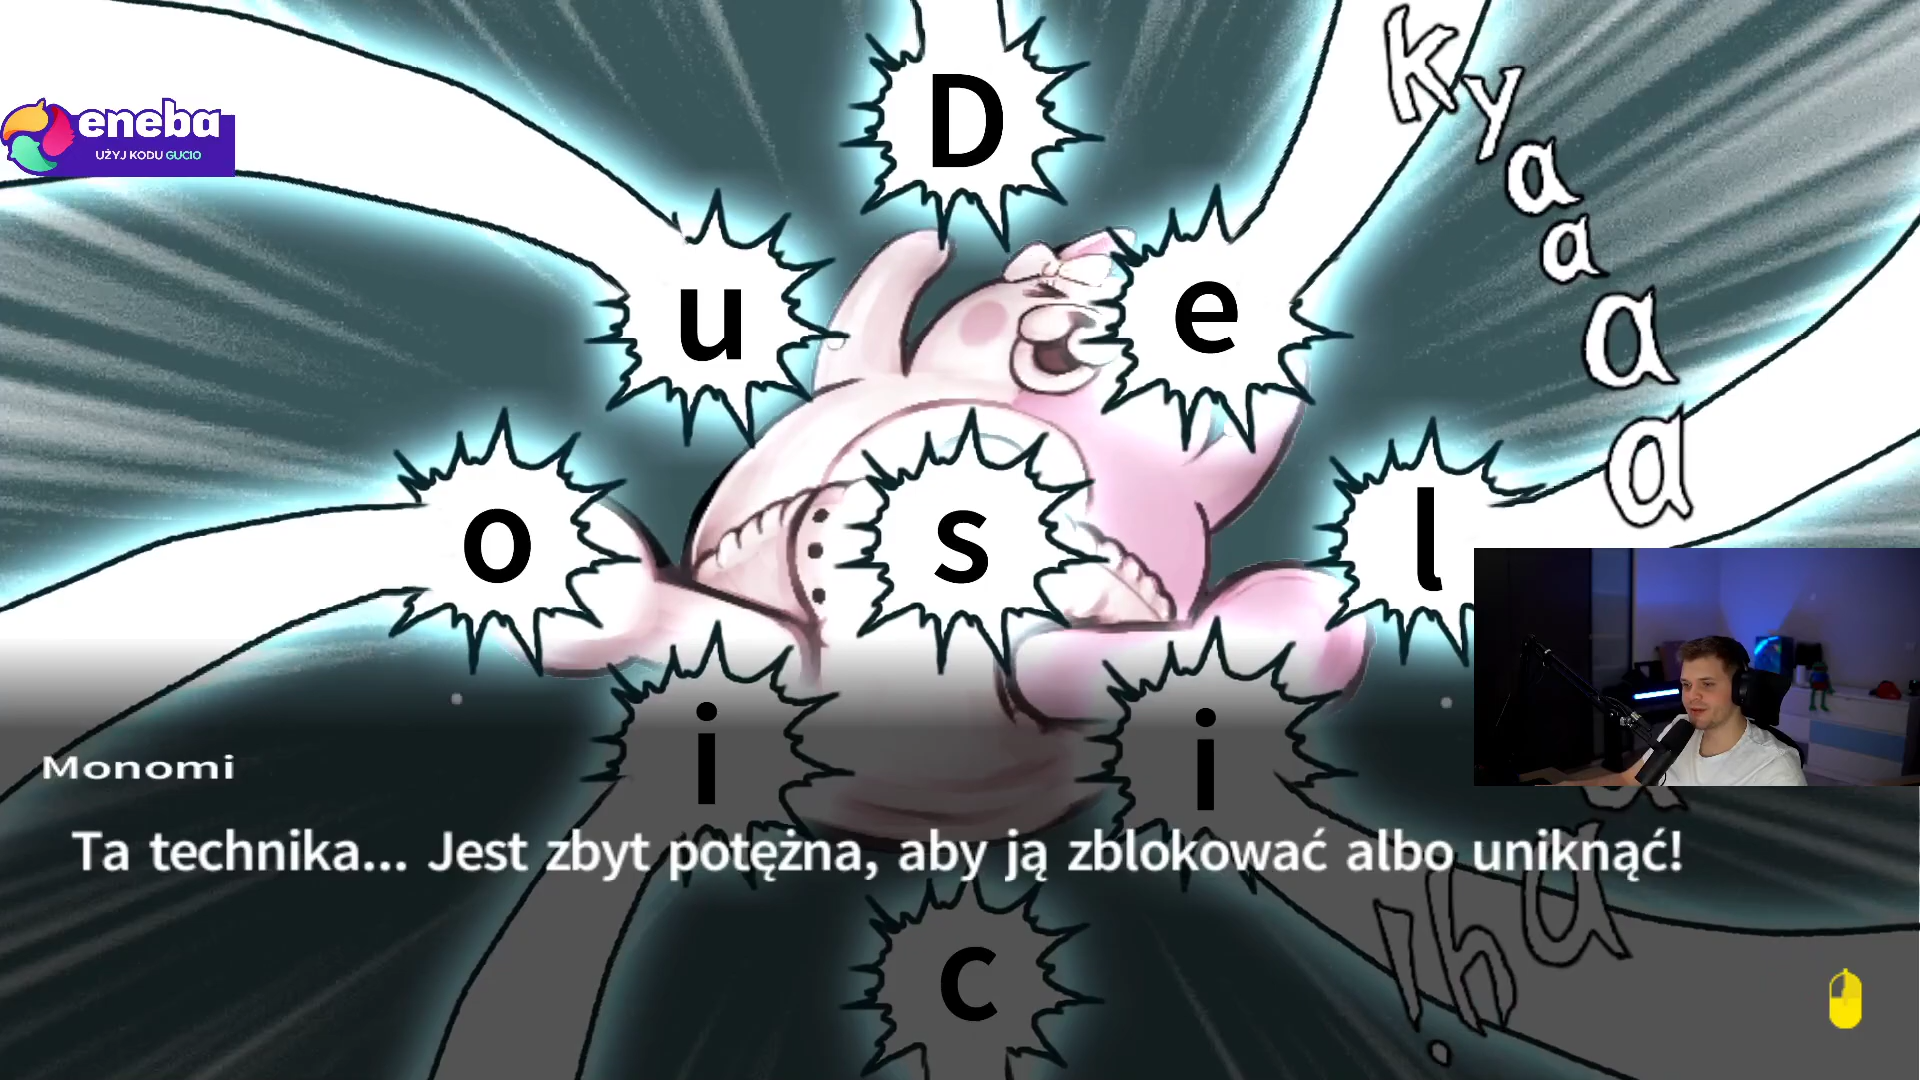 D
Kyaaaa
eneba
UŻYJ KODU GUCIO
u
e
o
s
l
i
i
Monomi
Ta technika... Jest zbyt potężna, aby ją zblokować albo uniknąć!
c